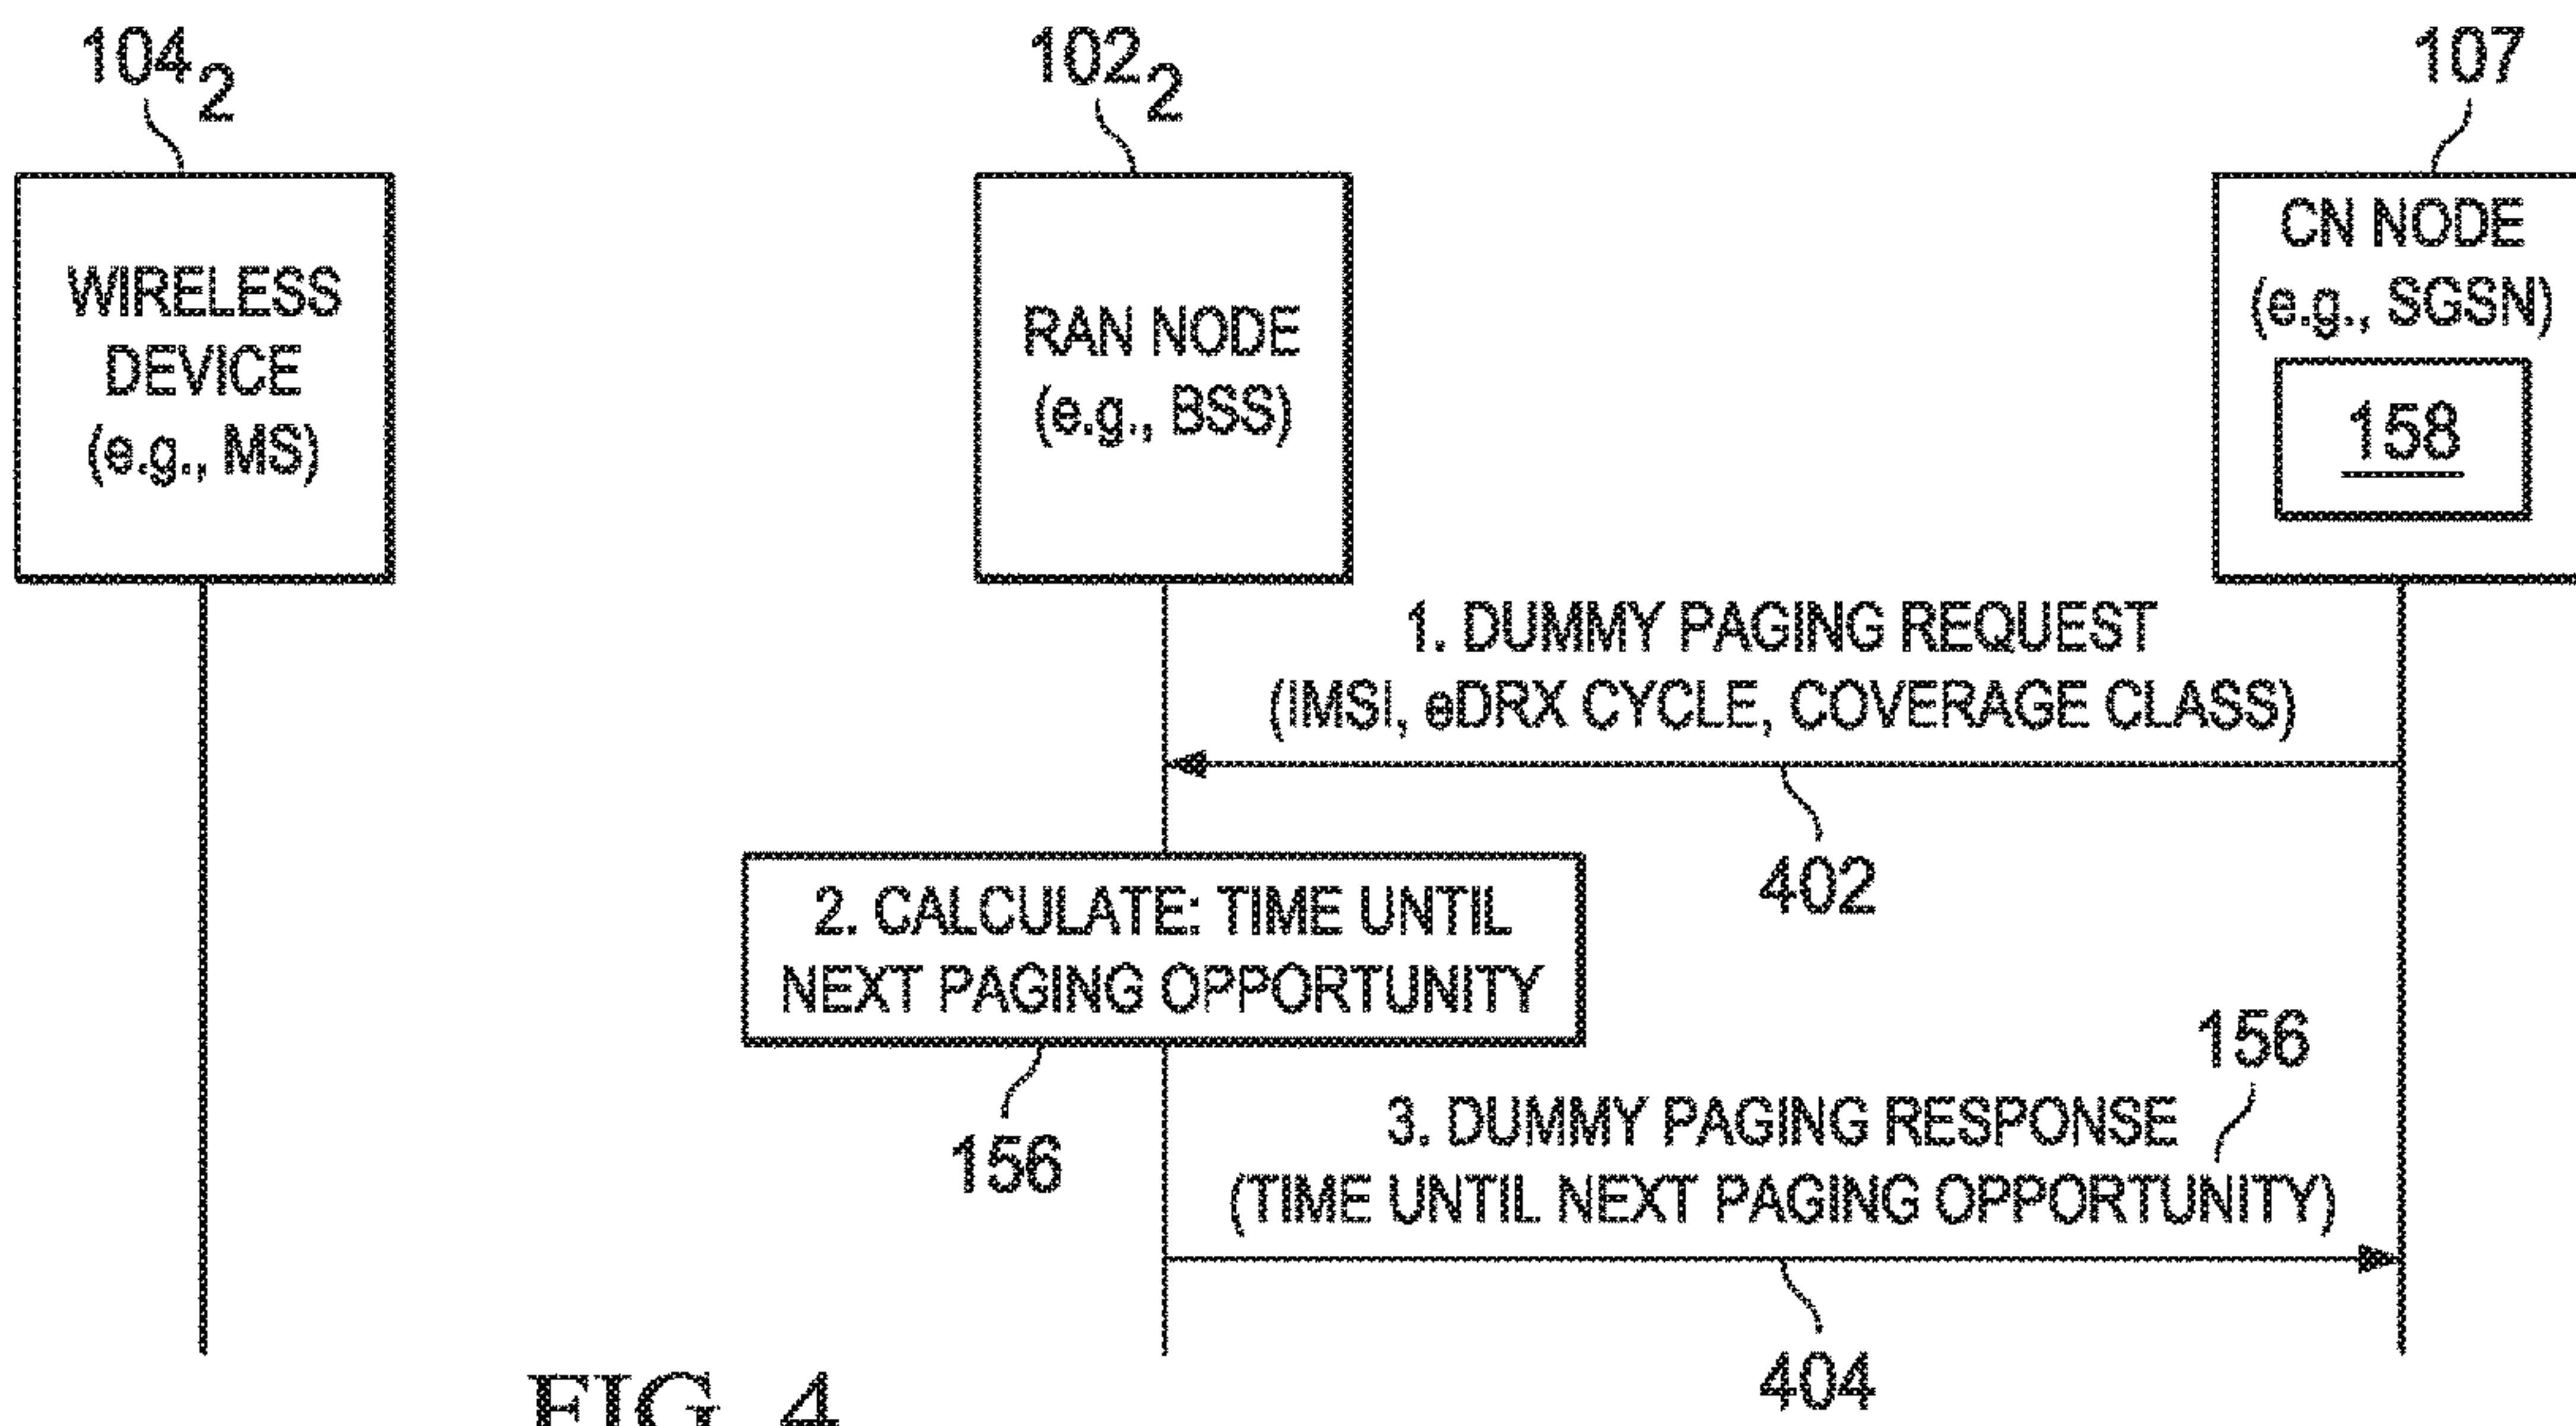 104₂
102₂
107
WIRELESS
DEVICE
(e.g., MS)
RAN NODE
(e.g., BSS)
CN NODE
(e.g., SGSN)
158
1. DUMMY PAGING REQUEST
(IMSI, eDRX CYCLE, COVERAGE CLASS)
402
2. CALCULATE: TIME UNTIL
NEXT PAGING OPPORTUNITY
156
156
3. DUMMY PAGING RESPONSE
(TIME UNTIL NEXT PAGING OPPORTUNITY)
404
FIG. 4